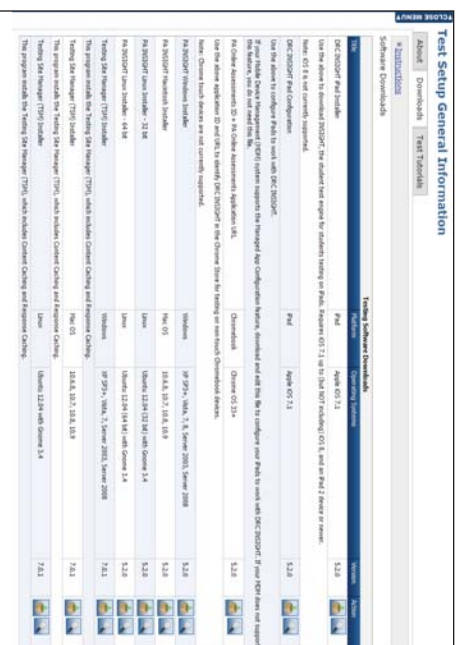 CLOSE MENU
Test Setup General Information
About Downloads Test Tutorials
Instructions
Software Downloads
Testing Software Downloads
Title Platform Operating Systems Version Action
DRC INSIGHT iPad Installer iPad Apple iOS 7.1 5.2.0
Use the above to download INSIGHT, the student test engine for students testing on iPads. Requires iOS 7.1 up to (but NOT including) iOS 8, and an iPad 2 device or newer.
Note: iOS 8 is not currently supported.
DRC INSIGHT iPad Configuration iPad Apple iOS 7.1 5.2.0
Use the above to configure iPads to work with DRC INSIGHT.
If your Mobile Device Management (MDM) system supports the Managed App Configuration feature, download and edit this file to configure your iPads to work with DRC INSIGHT. If your MDM does not support
this feature, you do not need this file.
PA Online Assessments ID + PA Online Assessments Application URL Chromebook Chrome OS 33+ 5.2.0
Use the above application ID and URL to identify DRC INSIGHT in the Chrome Store for testing on non-touch Chromebook devices.
Note: Chrome touch devices are not currently supported.
PA INSIGHT Windows Installer Windows XP SP3+, Vista, 7, 8, Server 2003, Server 2008 5.2.0
PA INSIGHT Macintosh Installer Mac OS 10.6.8, 10.7, 10.8, 10.9 5.2.0
PA INSIGHT Linux Installer - 32 bit Linux Ubuntu 12.04 (32 bit) with Gnome 3.4 5.2.0
PA INSIGHT Linux Installer - 64 bit Linux Ubuntu 12.04 (64 bit) with Gnome 3.4 5.2.0
Testing Site Manager (TSM) Installer Windows XP SP3+, Vista, 7, Server 2003, Server 2008 7.0.1
This program installs the Testing Site Manager (TSM), which includes Content Caching and Response Caching.
Testing Site Manager (TSM) Installer Mac OS 10.6.8, 10.7, 10.8, 10.9 7.0.1
This program installs the Testing Site Manager (TSM), which includes Content Caching and Response Caching.
Testing Site Manager (TSM) Installer Linux Ubuntu 12.04 with Gnome 3.4 7.0.1
This program installs the Testing Site Manager (TSM), which includes Content Caching and Response Caching.